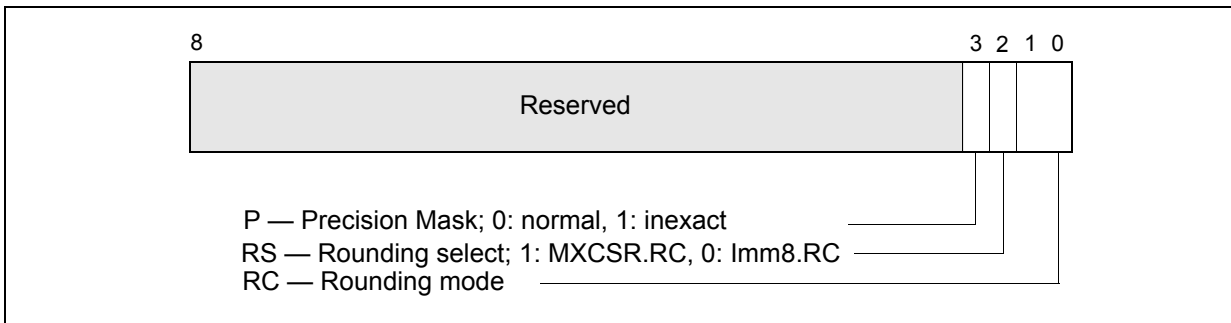 8 3 2 1 0
Reserved
P — Precision Mask; 0: normal, 1: inexact
RS — Rounding select; 1: MXCSR.RC, 0: Imm8.RC
RC — Rounding mode